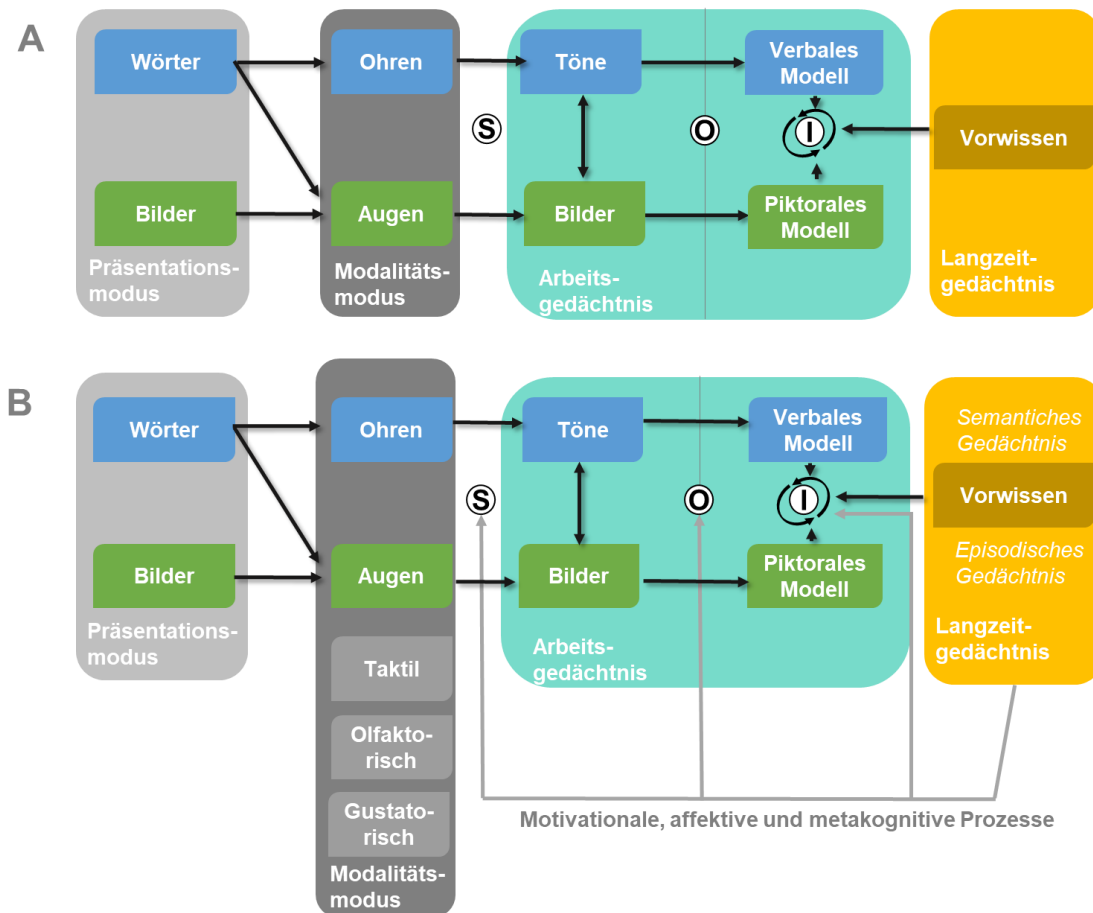 A
Wörter
Ohren
Töne
Verbales
Modell
S
O
I
Vorwissen
Bilder
Augen
Bilder
Piktorales
Modell
Präsentations-
modus
Modalitäts-
modus
Arbeits-
gedächtnis
Langzeit-
gedächtnis
B
Wörter
Ohren
Töne
Verbales
Modell
Semantiches
Gedächtnis
S
O
I
Vorwissen
Bilder
Augen
Bilder
Piktorales
Modell
Episodisches
Gedächtnis
Präsentations-
modus
Arbeits-
gedächtnis
Langzeit-
gedächtnis
Taktil
Olfakto-
risch
Gustato-
risch
Modalitäts-
modus
Motivationale, affektive und metakognitive Prozesse